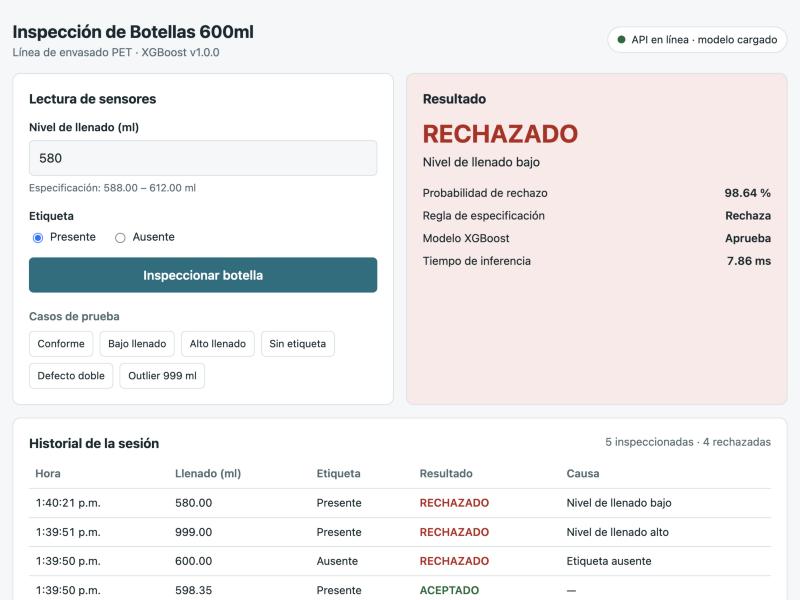 Inspección de Botellas 600ml
Línea de envasado PET · XGBoost v1.0.0
API en línea · modelo cargado
Lectura de sensores
Nivel de llenado (ml)
580
Especificación: 588.00 – 612.00 ml
Etiqueta
Presente Ausente
Inspeccionar botella
Casos de prueba
Conforme Bajo llenado Alto llenado Sin etiqueta
Defecto doble Outlier 999 ml
Resultado
RECHAZADO
Nivel de llenado bajo
Probabilidad de rechazo 98.64 %
Regla de especificación Rechaza
Modelo XGBoost Aprueba
Tiempo de inferencia 7.86 ms
Historial de la sesión 5 inspeccionadas · 4 rechazadas
Hora Llenado (ml) Etiqueta Resultado Causa
1:40:21 p.m. 580.00 Presente RECHAZADO Nivel de llenado bajo
1:39:51 p.m. 999.00 Presente RECHAZADO Nivel de llenado alto
1:39:50 p.m. 600.00 Ausente RECHAZADO Etiqueta ausente
1:39:50 p.m. 598.35 Presente ACEPTADO —